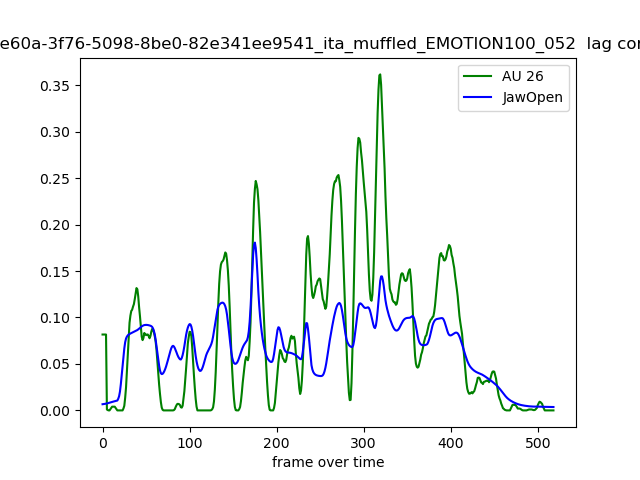 e60a-3f76-5098-8be0-82e341ee9541_ita_muffled_EMOTION100_052 lag
AU 26
JawOpen
0.35
0.30
0.25
0.20
0.15
0.10
0.05
0.00
0 100 200 300 400 500
frame over time